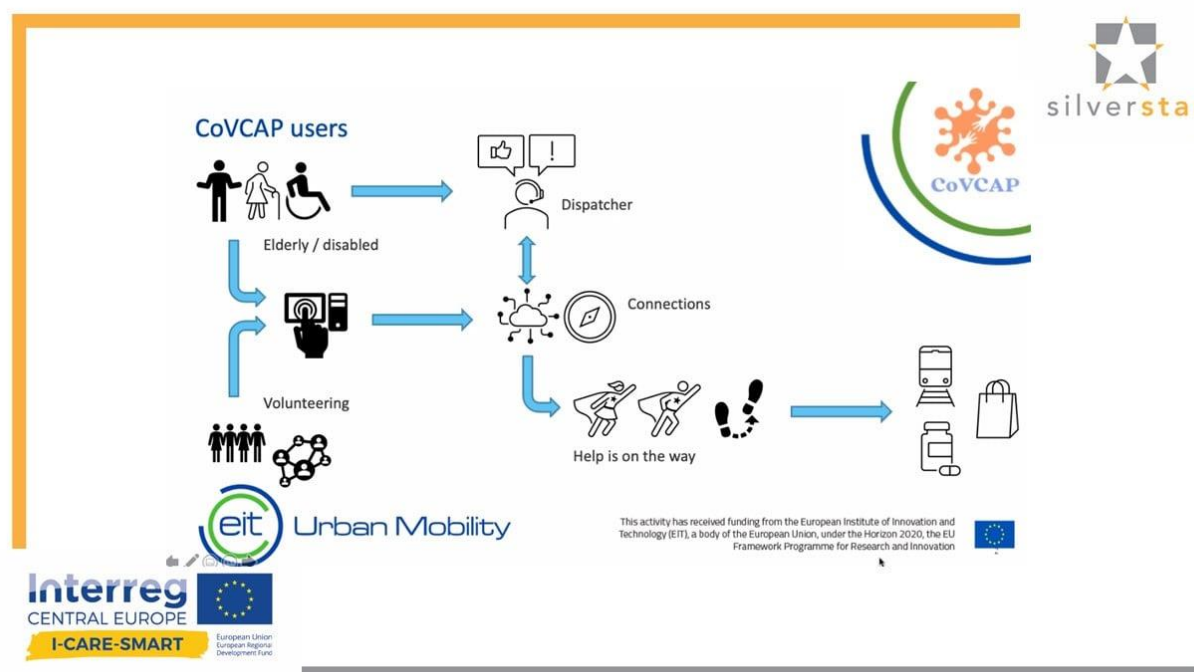 silversta
CoVCAP users
!
CoVCAP
Dispatcher
Elderly / disabled
Connections
Volunteering
Help is on the way
eit Urban Mobility
This activity has received funding from the European Institute of Innovation and
Technology (EIT), a body of the European Union, under the Horizon 2020, the EU
Framework Programme for Research and Innovation
Interreg
CENTRAL EUROPE
I-CARE-SMART
European Union
European Regional
Development Fund